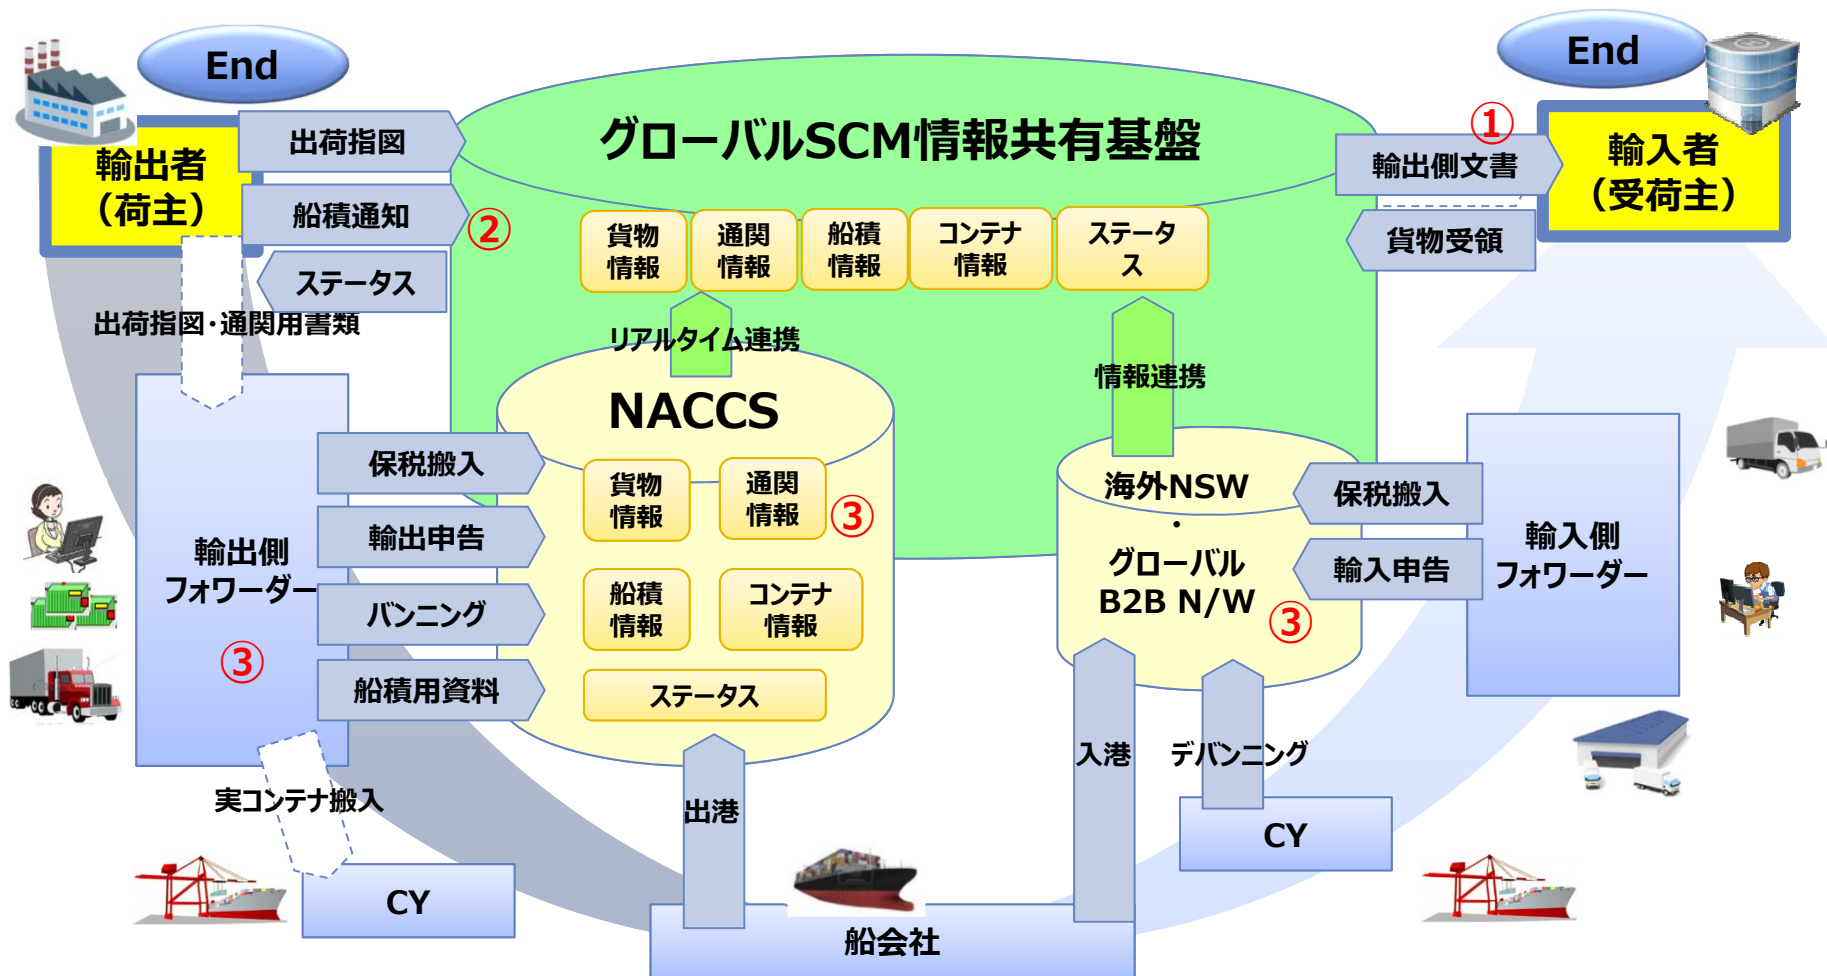 End
End
グローバルSCM情報共有基盤
輸出者
（荷主）
出荷指図
船積通知
②
ステータス
①
輸出側文書
貨物受領
輸入者
（受荷主）
貨物
情報
通関
情報
船積
情報
コンテナ
情報
ステータ
ス
出荷指図・通関用書類
リアルタイム連携
情報連携
NACCS
貨物
情報
通関
情報
③
船積
情報
コンテナ
情報
ステータス
輸出側
フォワーダー
③
保税搬入
輸出申告
バンニング
船積用資料
海外NSW
・
グローバル
B2B N/W
③
保税搬入
輸入申告
輸入側
フォワーダー
実コンテナ搬入
出港
入港
デバンニング
CY
CY
船会社